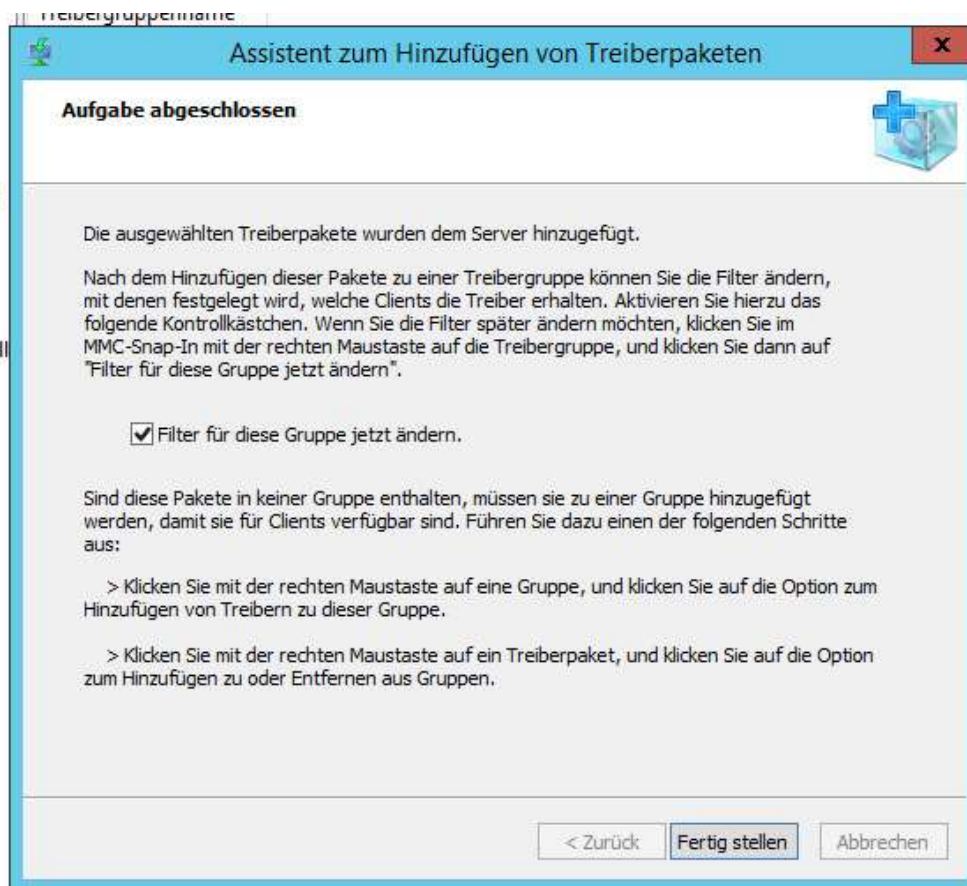 Treibergruppenname
Assistent zum Hinzufügen von Treiberpaketen
x
Aufgabe abgeschlossen
Die ausgewählten Treiberpakete wurden dem Server hinzugefügt.
Nach dem Hinzufügen dieser Pakete zu einer Treibergruppe können Sie die Filter ändern,
mit denen festgelegt wird, welche Clients die Treiber erhalten. Aktivieren Sie hierzu das
folgende Kontrollkästchen. Wenn Sie die Filter später ändern möchten, klicken Sie im
MMC-Snap-In mit der rechten Maustaste auf die Treibergruppe, und klicken Sie dann auf
"Filter für diese Gruppe jetzt ändern".
Filter für diese Gruppe jetzt ändern.
Sind diese Pakete in keiner Gruppe enthalten, müssen sie zu einer Gruppe hinzugefügt
werden, damit sie für Clients verfügbar sind. Führen Sie dazu einen der folgenden Schritte
aus:
> Klicken Sie mit der rechten Maustaste auf eine Gruppe, und klicken Sie auf die Option zum
Hinzufügen von Treibern zu dieser Gruppe.
> Klicken Sie mit der rechten Maustaste auf ein Treiberpaket, und klicken Sie auf die Option
zum Hinzufügen zu oder Entfernen aus Gruppen.
< Zurück
Fertig stellen
Abbrechen